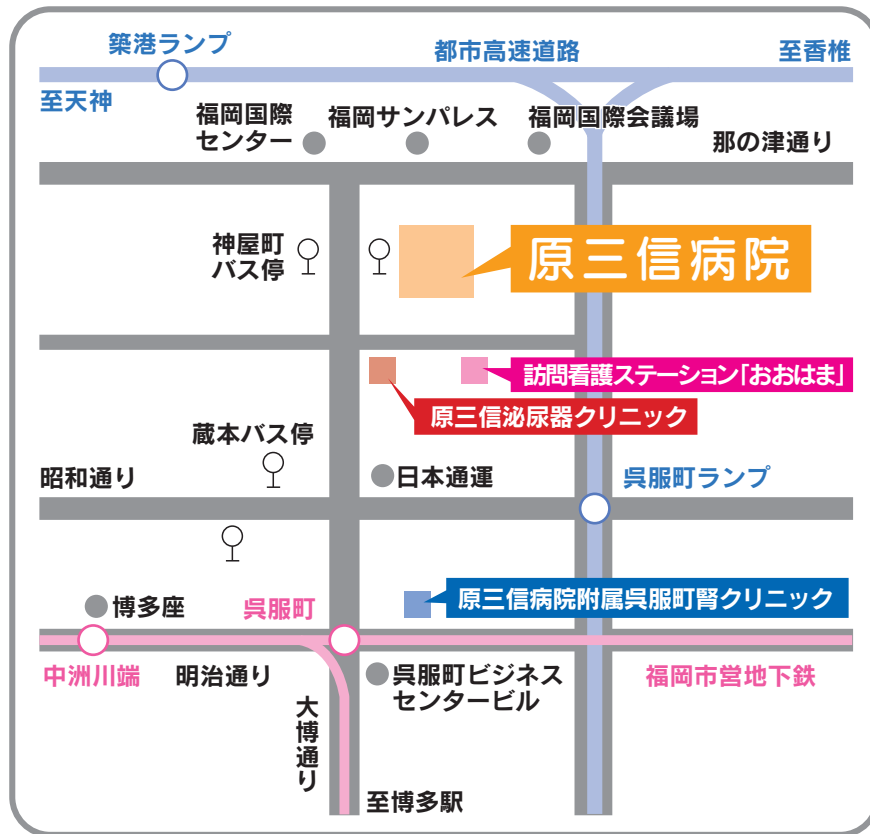 築港ランプ
都市高速道路
至香椎
至天神
福岡国際
センター
福岡サンパレス
福岡国際会議場
那の津通り
神屋町
バス停
原三信病院
訪問看護ステーション「おおはま」
原三信泌尿器クリニック
蔵本バス停
昭和通り
日本通運
呉服町ランプ
原三信病院附属呉服町腎クリニック
博多座
呉服町
中洲川端
明治通り
呉服町ビジネス
センタービル
福岡市営地下鉄
大博通り
至博多駅